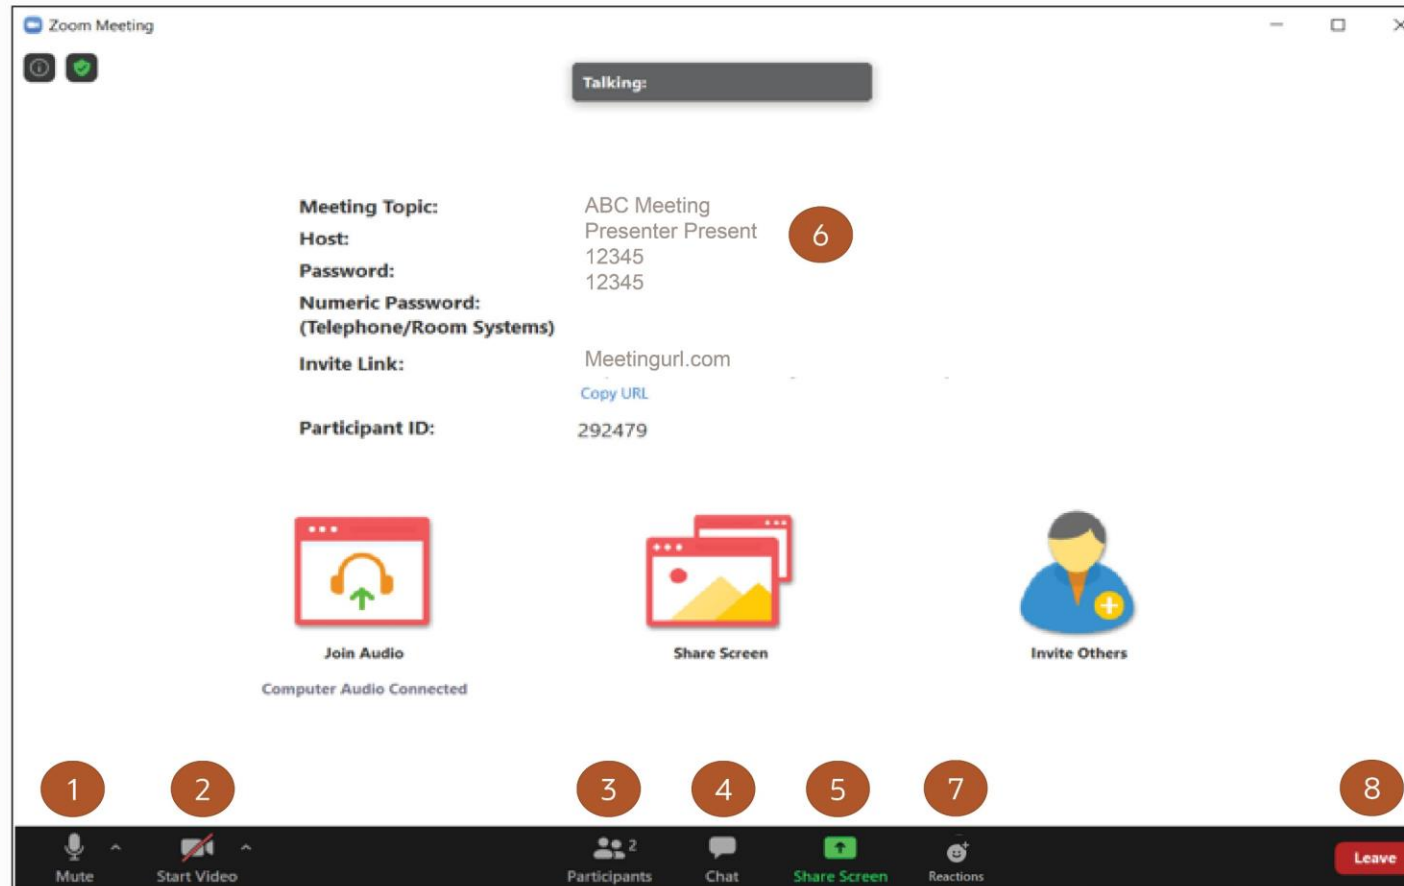 Zoom Meeting
Talking:
Meeting Topic: ABC Meeting
Host: Presenter Present
Password: 12345
12345
Numeric Password:
(Telephone/Room Systems)
6
Invite Link: Meetingurl.com
Copy URL
Participant ID: 292479
Join Audio
Share Screen
Invite Others
Computer Audio Connected
1 2 3 4 5 7 8
2
Mute Start Video Participants Chat Share Screen Reactions Leave